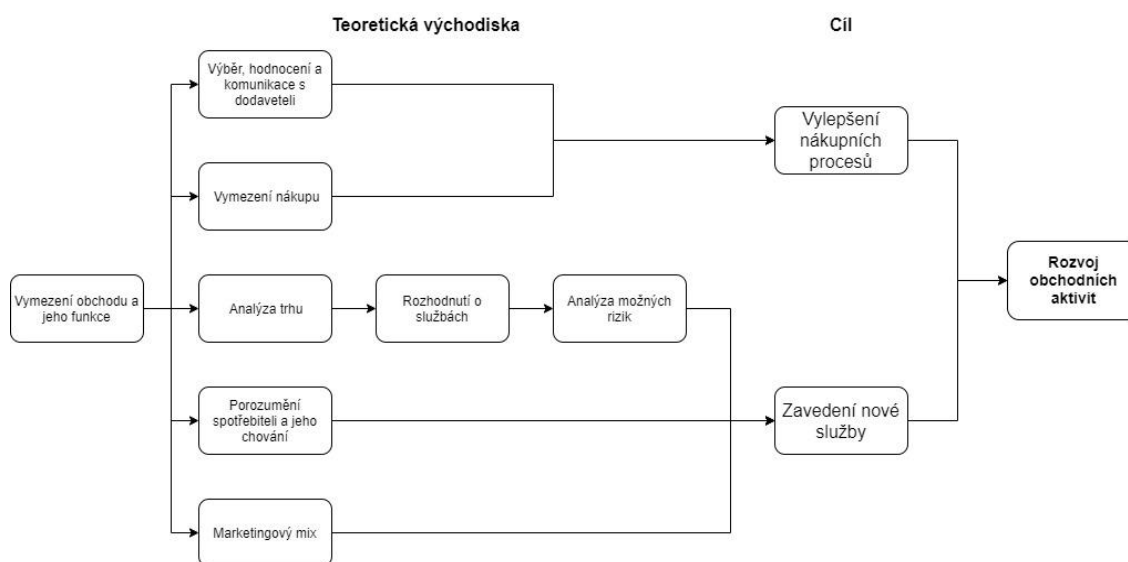 Teoretická východiska
Cíl
Výběr, hodnocení a
komunikace s
dodaveteli
Vylepšení
nákupních
procesů
Vymezení nákupu
Vymezení obchodu a
jeho funkce
Analýza trhu
Rozhodnutí o
službách
Analýza možných
rizik
Rozvoj
obchodních
aktivit
Porozumění
spotřebiteli a jeho
chování
Zavedení nové
služby
Marketingový mix